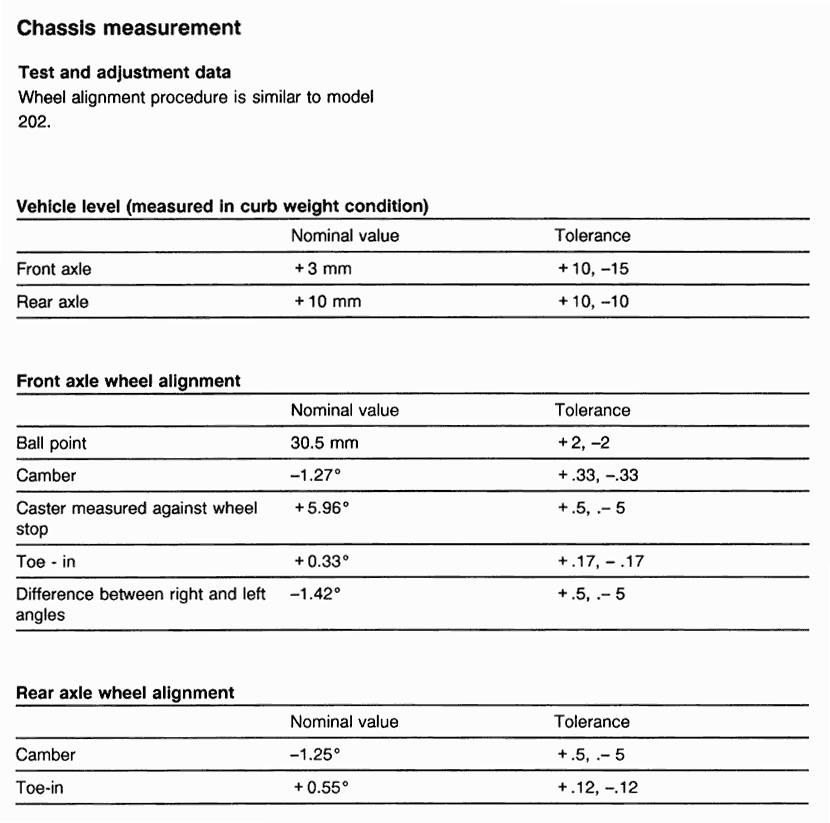 Chassis measurement
Test and adjustment data
Wheel alignment procedure is similar to model
202.
Vehicle level (measured in curb weight condition)
Nominal value Tolerance
Front axle +3 mm +10, –15
Rear axle +10 mm +10, –10
Front axle wheel alignment
Nominal value Tolerance
Ball point 30.5 mm +2, –2
Camber –1.27° +.33, –.33
Caster measured against wheel +5.96° +.5, .– 5
stop
Toe - in +0.33° +.17, – .17
Difference between right and left –1.42° +.5, .– 5
angles
Rear axle wheel alignment
Nominal value Tolerance
Camber –1.25° +.5, .– 5
Toe-in +0.55° +.12, –.12